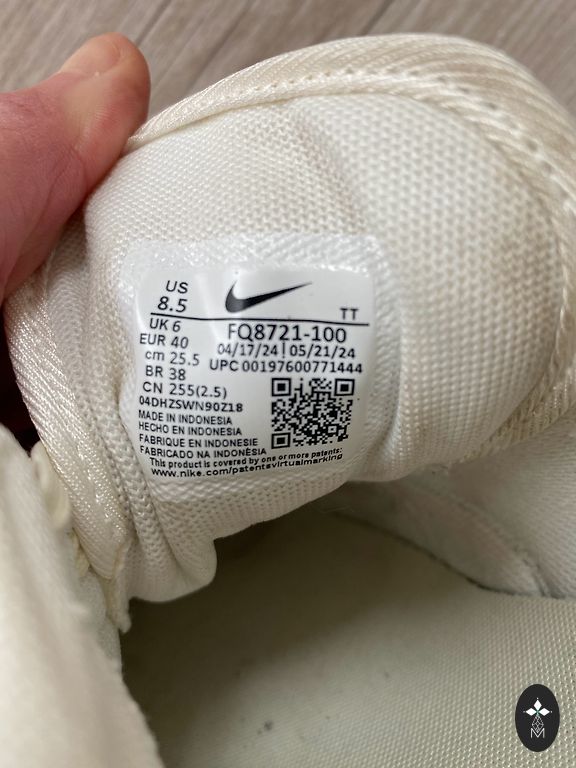 US
8.5
TT
UK 6
EUR 40
cm 25.5
BR 38
CN 255(2.5)
FQ8721-100
04/17/24 | 05/21/24
UPC 00197600771444
04DHZSWN90Z18
MADE IN INDONESIA
HECHO EN INDONESIA
FABRIQUE EN INDONESIE
FABRICADO NA INDONÈSIA
This product is covered by one or more patents:
www.nike.com/patentsvirtualmarking
M